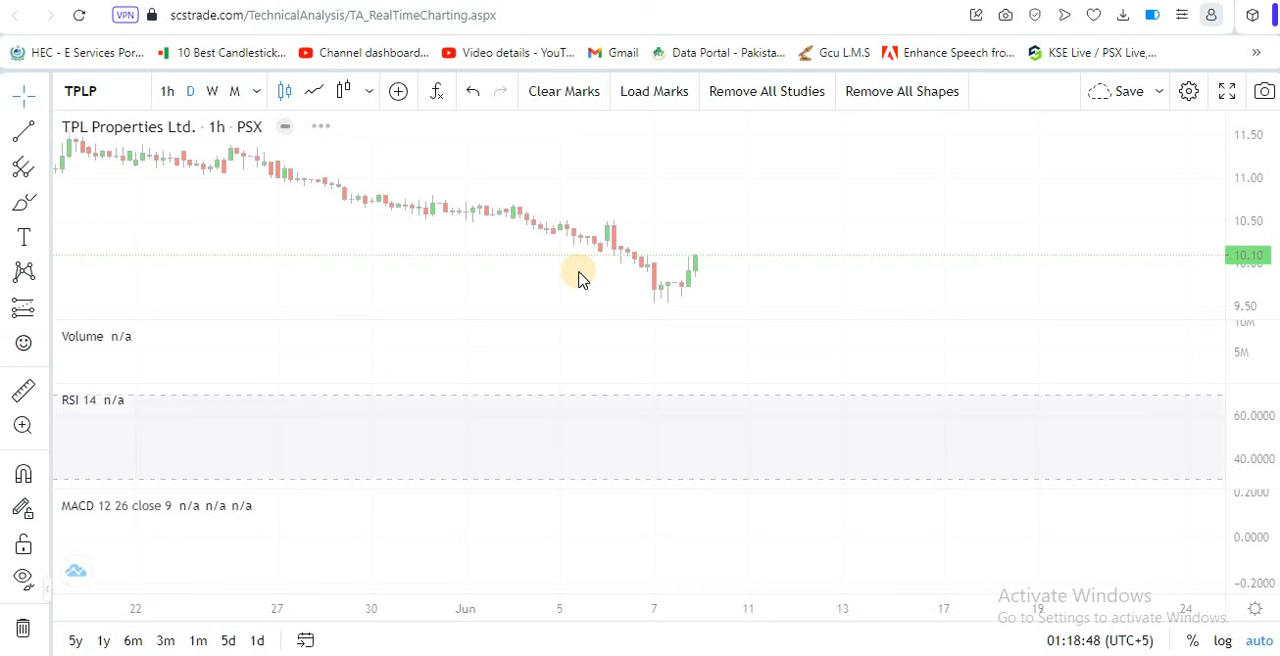 VPN scstrade.com/TechnicalAnalysis/TA_RealTimeCharting.aspx
HEC - E Services Por... 10 Best Candlestick... Channel dashboard... Video details - YouT... Gmail Data Portal - Pakista... Gcu L.M.S Enhance Speech fro... KSE Live / PSX Live,... »
TPLP 1h D W M Clear Marks Load Marks Remove All Studies Remove All Shapes Save
TPL Properties Ltd. · 1h · PSX
11.50
11.00
10.50
10.10
10.00
9.50
Volume n/a
10M
5M
RSI 14 n/a
60.0000
40.0000
MACD 12 26 close 9 n/a n/a n/a
0.2000
0.0000
−0.2000
22 27 30 Jun 5 7 11 13 17 19 24
Activate Windows
Go to Settings to activate Windows.
5y 1y 6m 3m 1m 5d 1d 01:18:48 (UTC+5) % log auto